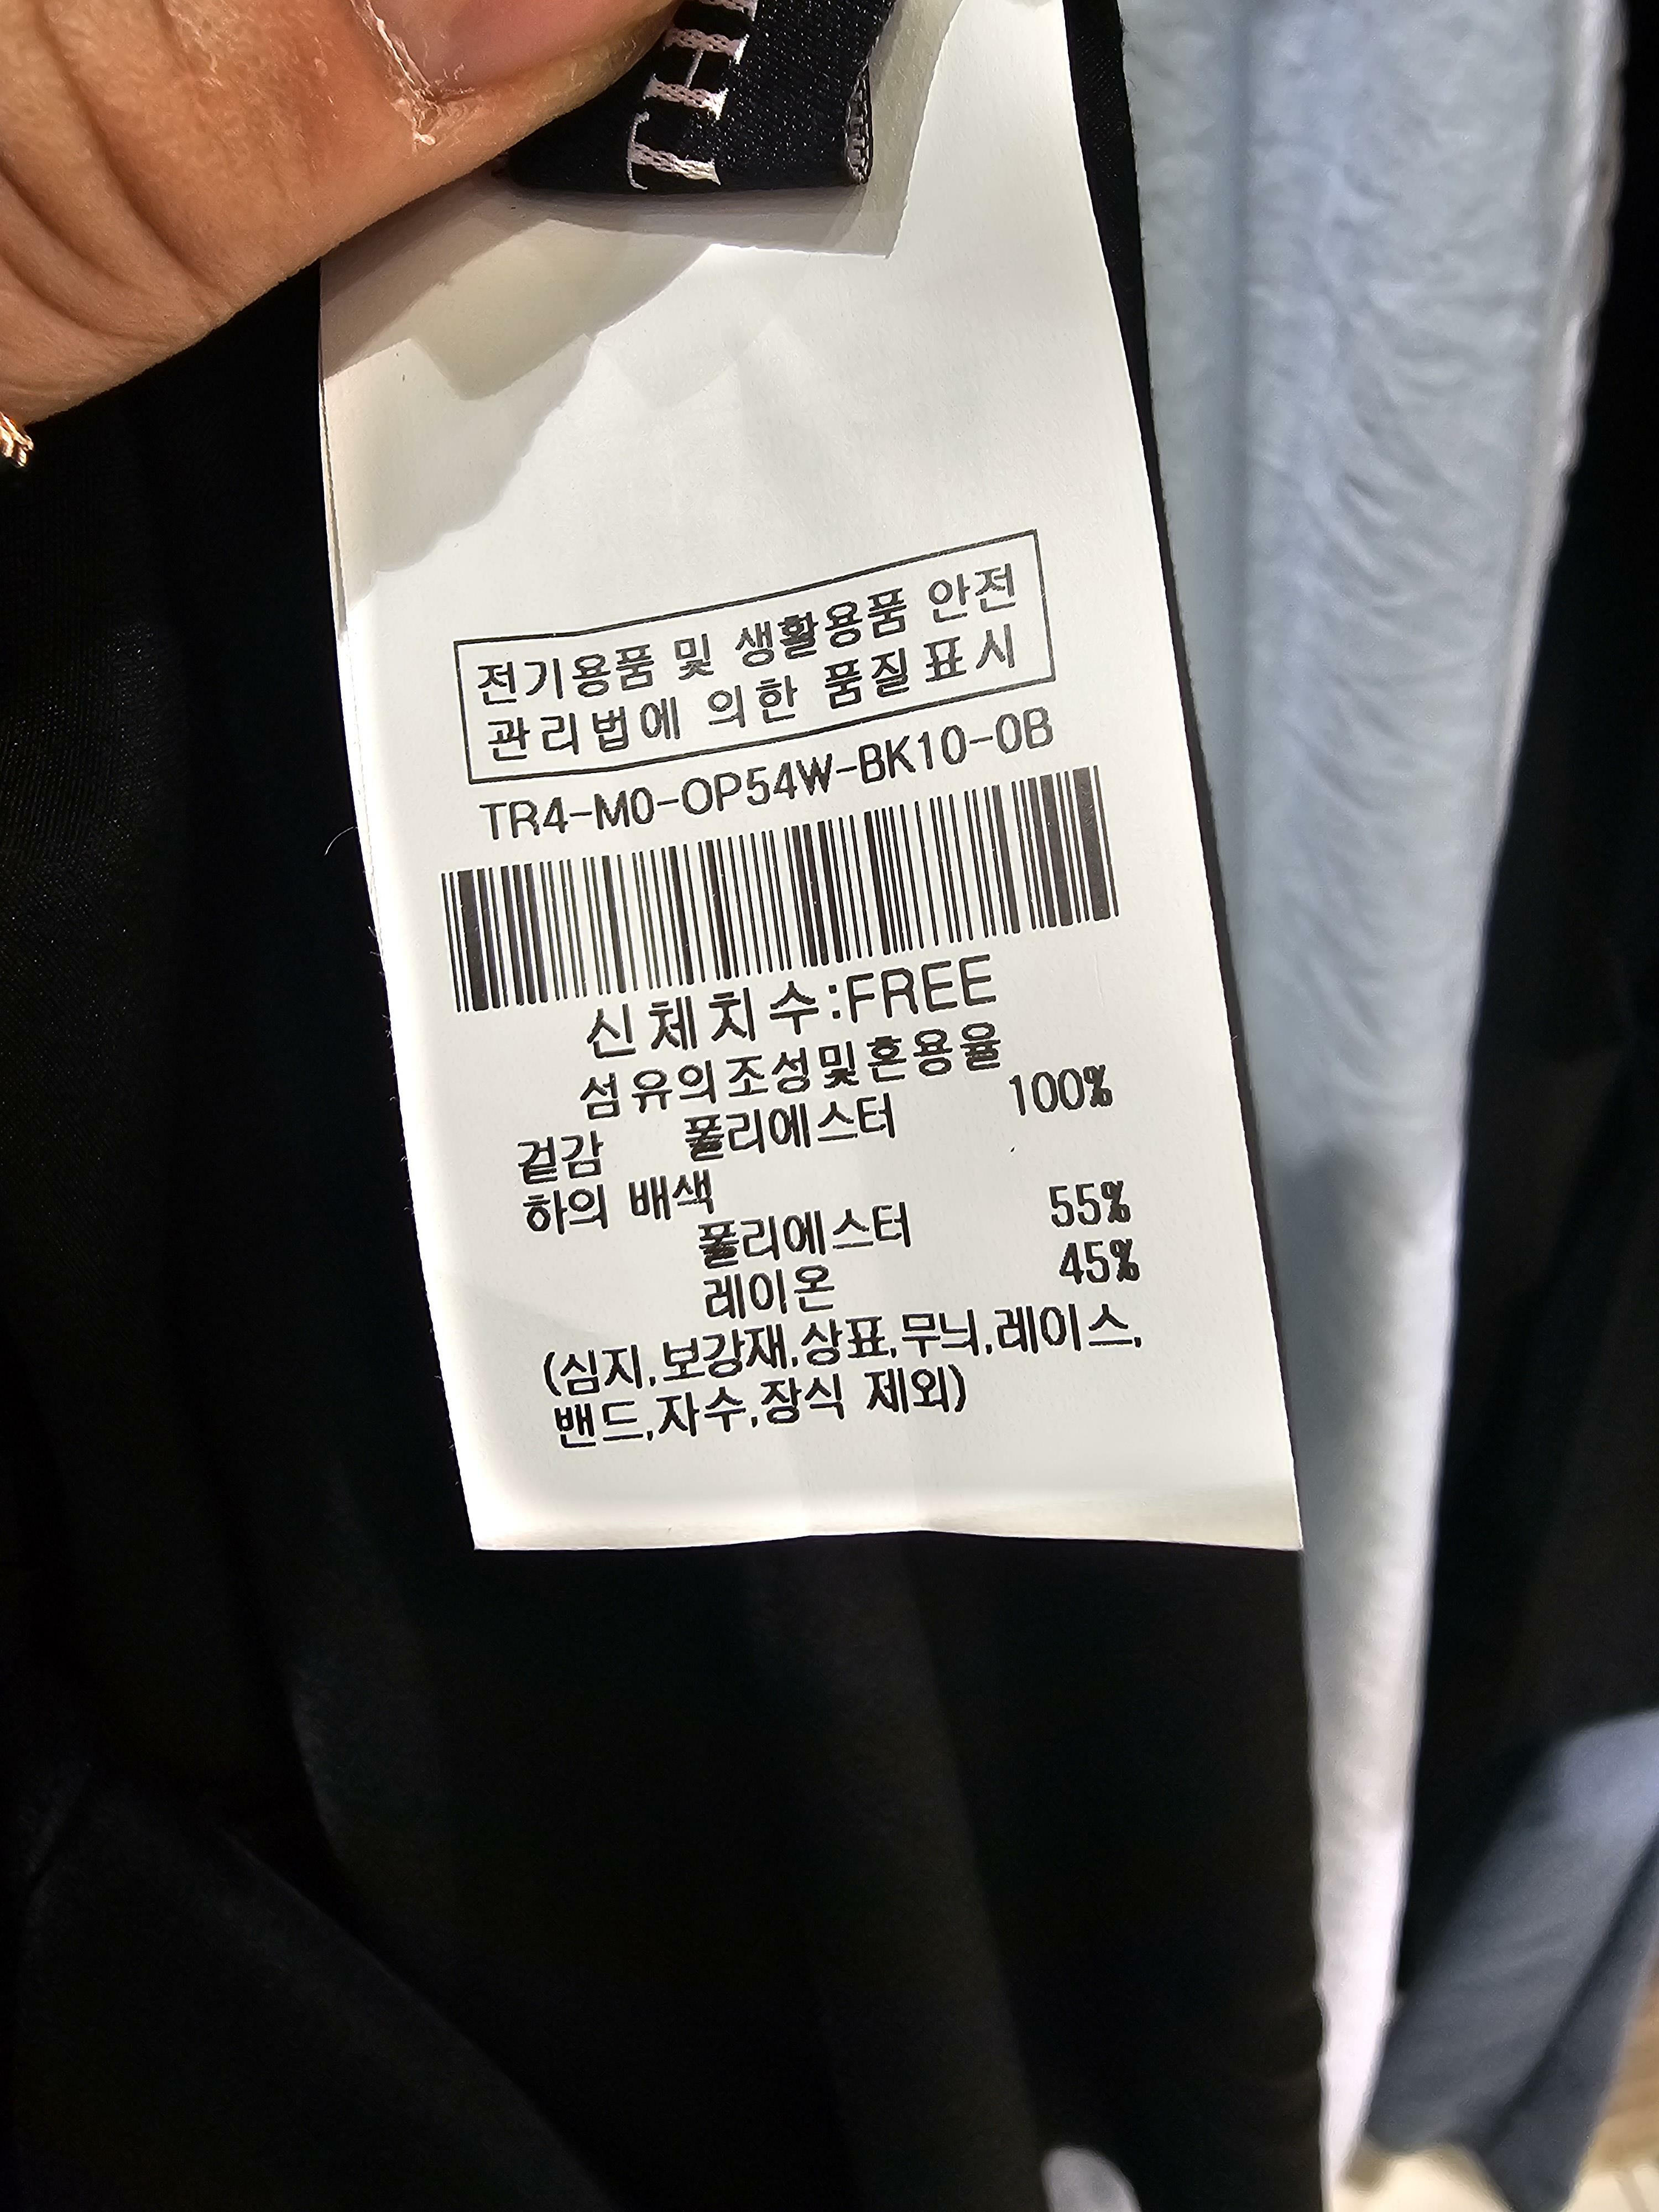 TH
전기용품 및 생활용품 안전
관리법에 의한 품질표시
TR4-M0-OP54W-BK10-0B
신체치수:FREE
섬유의조성및혼용율
겉감 폴리에스터 100%
하의 배색
폴리에스터 55%
레이온 45%
(심지,보강재,상표,무늬,레이스,
밴드,자수,장식 제외)